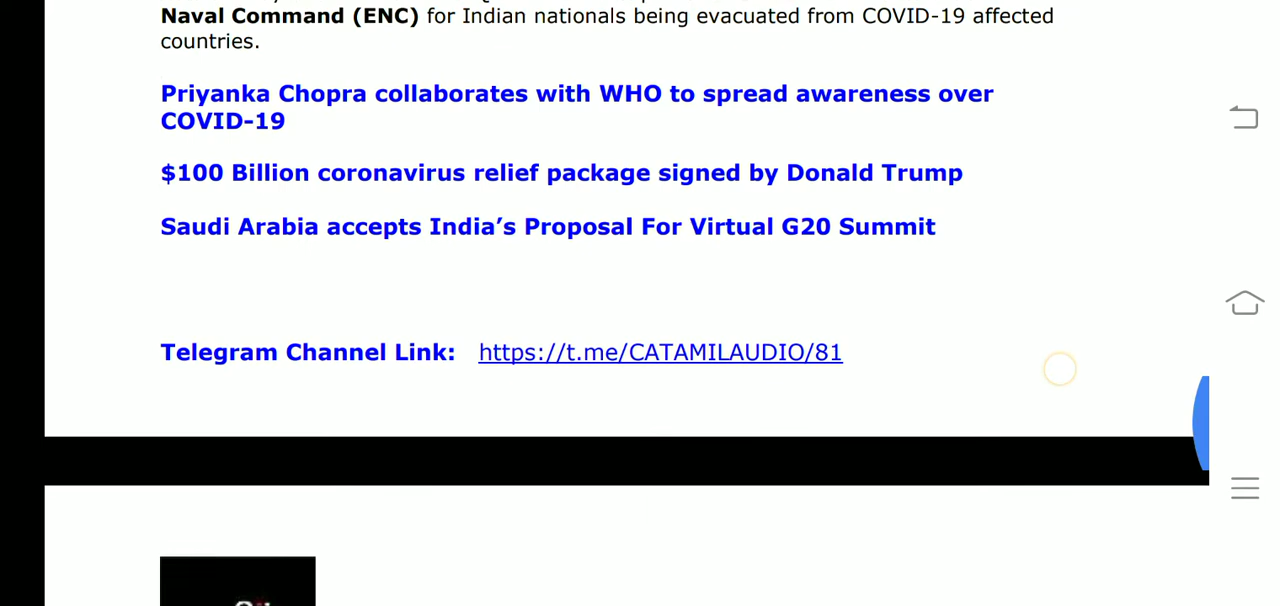 Naval Command (ENC) for Indian nationals being evacuated from COVID-19 affected
countries.
Priyanka Chopra collaborates with WHO to spread awareness over
COVID-19
$100 Billion coronavirus relief package signed by Donald Trump
Saudi Arabia accepts India’s Proposal For Virtual G20 Summit
Telegram Channel Link: https://t.me/CATAMILAUDIO/81